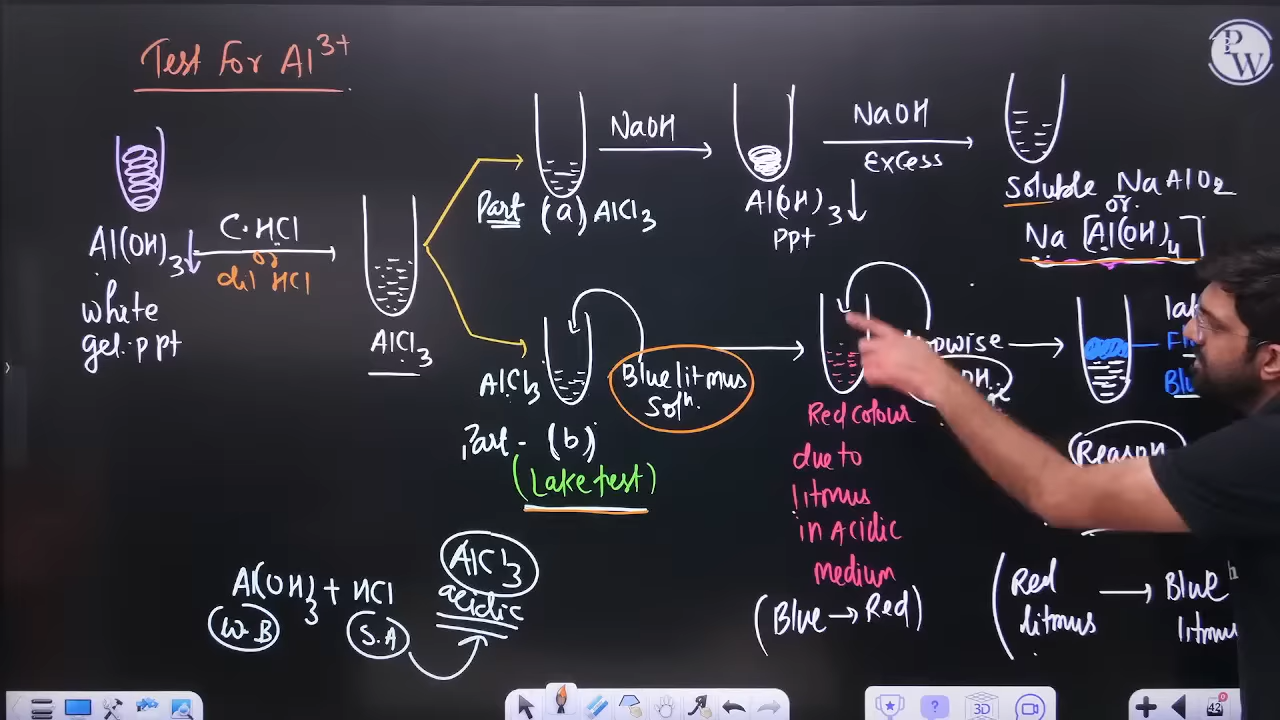 Test For Al3+
PW
NaOH
NaOH
Excess
Part (a) AlCl3
Al(OH)3↓
ppt
Soluble NaAlO2
or
Na [Al(OH)4]
Al(OH)3↓
white
gel. ppt
C.HCl
or
dil HCl
AlCl3
AlCl3
Blue litmus
Soln.
Part - (b)
(Lake test)
Red colour
due to
litmus
in Acidic
medium
(Blue → Red)
Reason
(Red
litmus
→
Blue
Al(OH)3 + HCl
W.B
S.A
AlCl3
acidic
3D
42